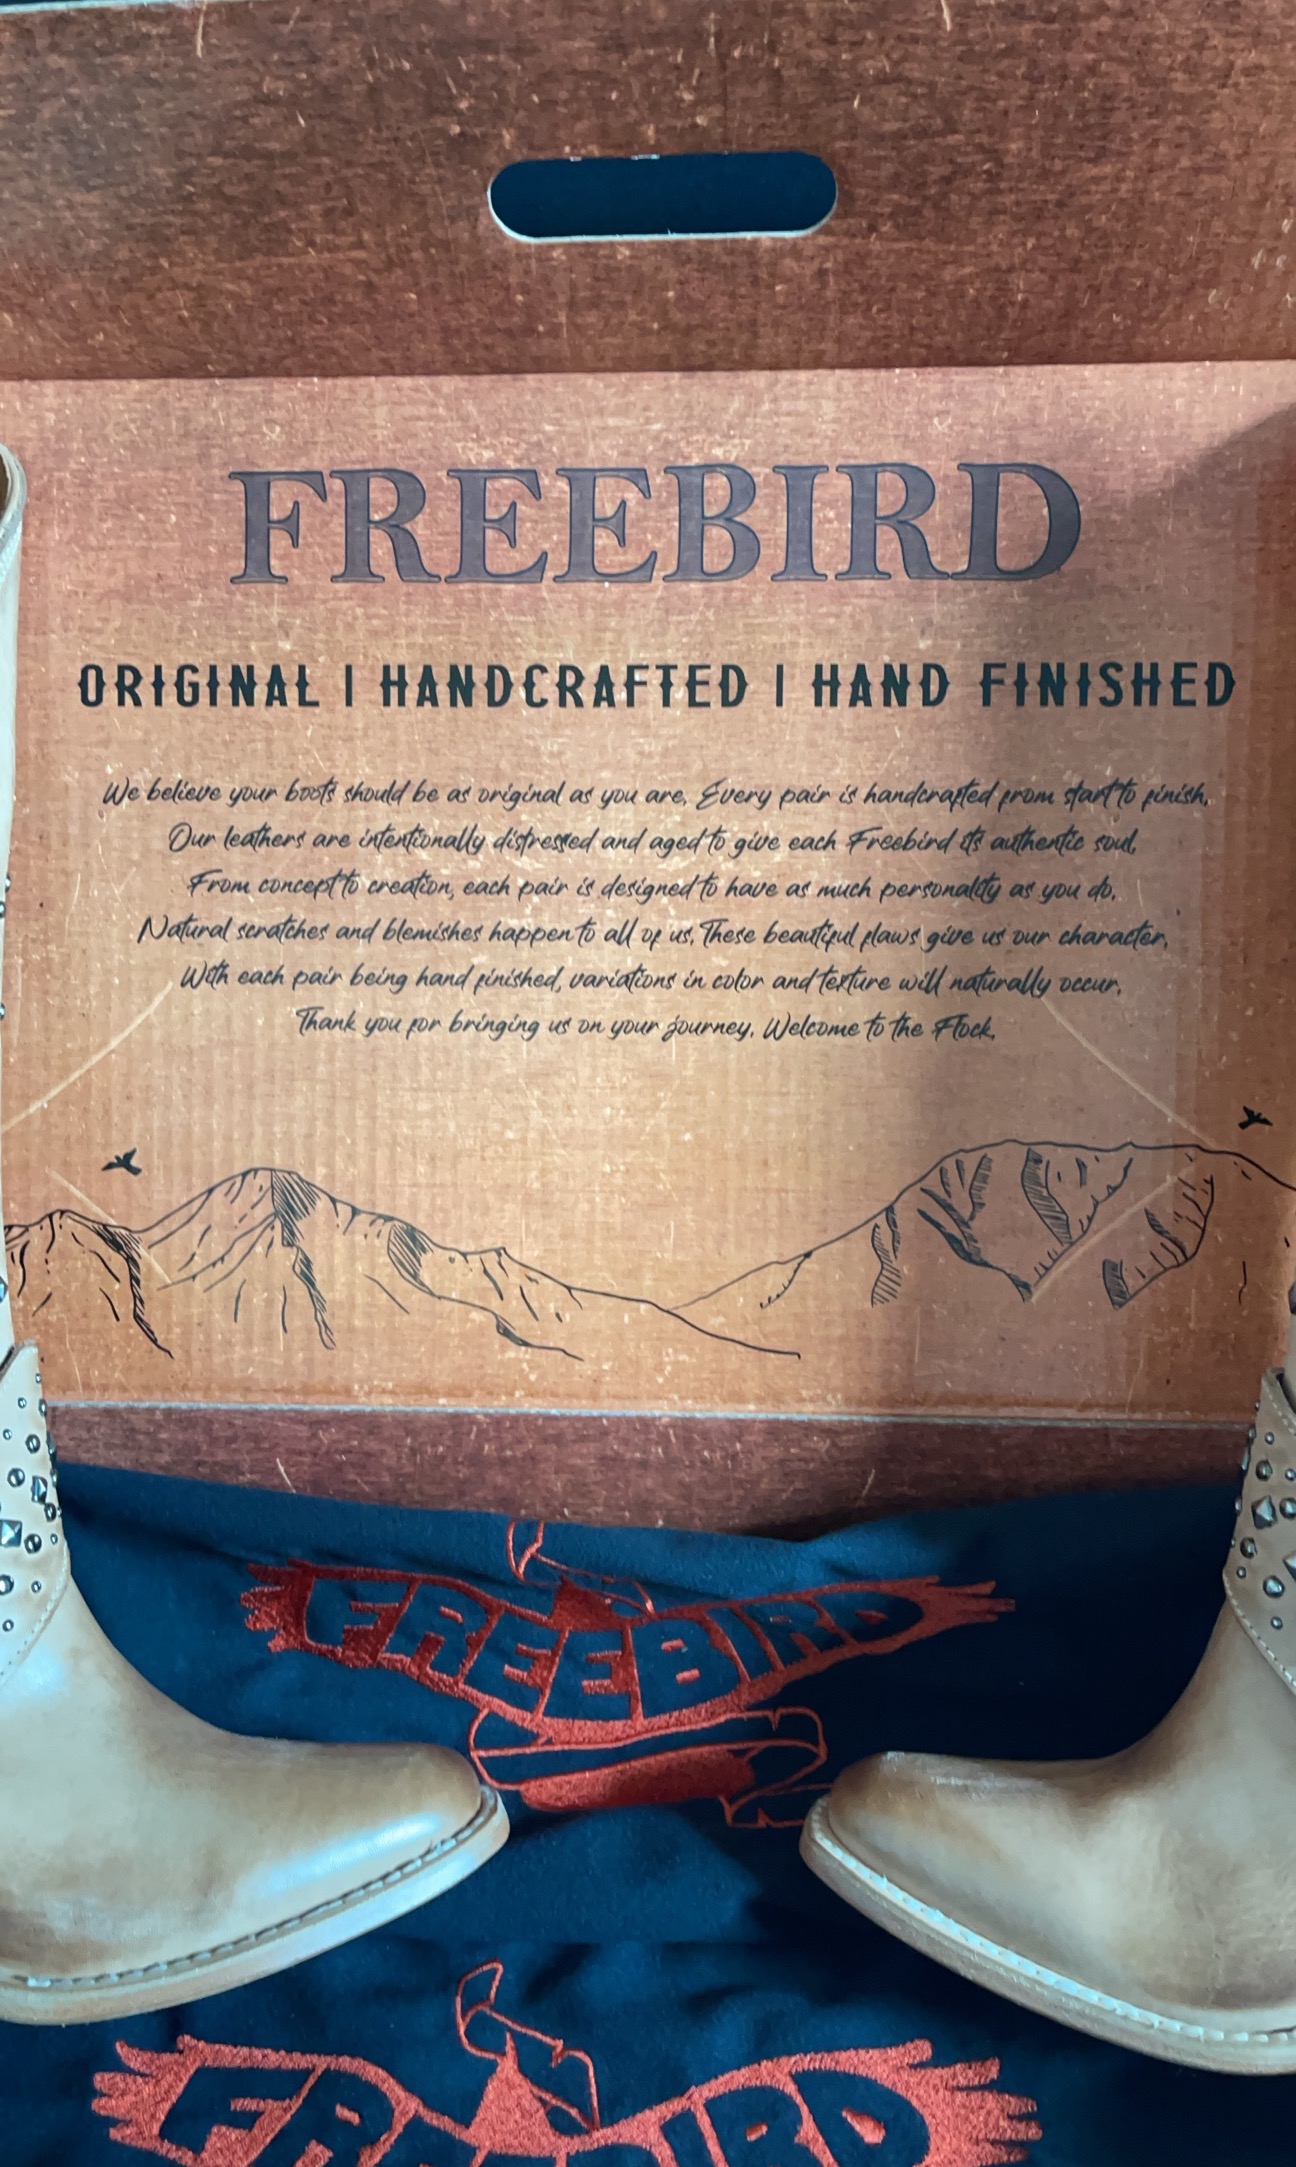 FREEBIRD
ORIGINAL | HANDCRAFTED | HAND FINISHED
We believe your boots should be as original as you are. Every pair is handcrafted from start to finish.
Our leathers are intentionally distressed and aged to give each Freebird its authentic soul.
From concept to creation, each pair is designed to have as much personality as you do.
Natural scratches and blemishes happen to all of us. These beautiful flaws give us our character.
With each pair being hand finished, variations in color and texture will naturally occur.
Thank you for bringing us on your journey. Welcome to the Flock.
FREEBIRD
FREEBIRD